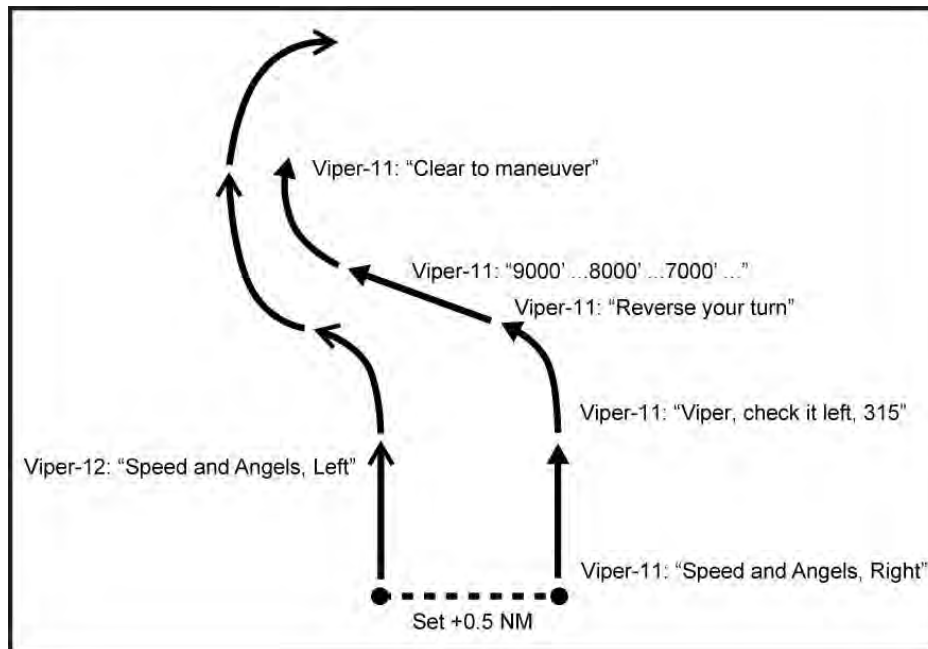 Viper-11: “Clear to maneuver”
Viper-11: “9000’ ...8000’ ...7000’ ...”
Viper-11: “Reverse your turn”
Viper-11: “Viper, check it left, 315”
Viper-12: “Speed and Angels, Left”
Viper-11: “Speed and Angels, Right”
Set +0.5 NM